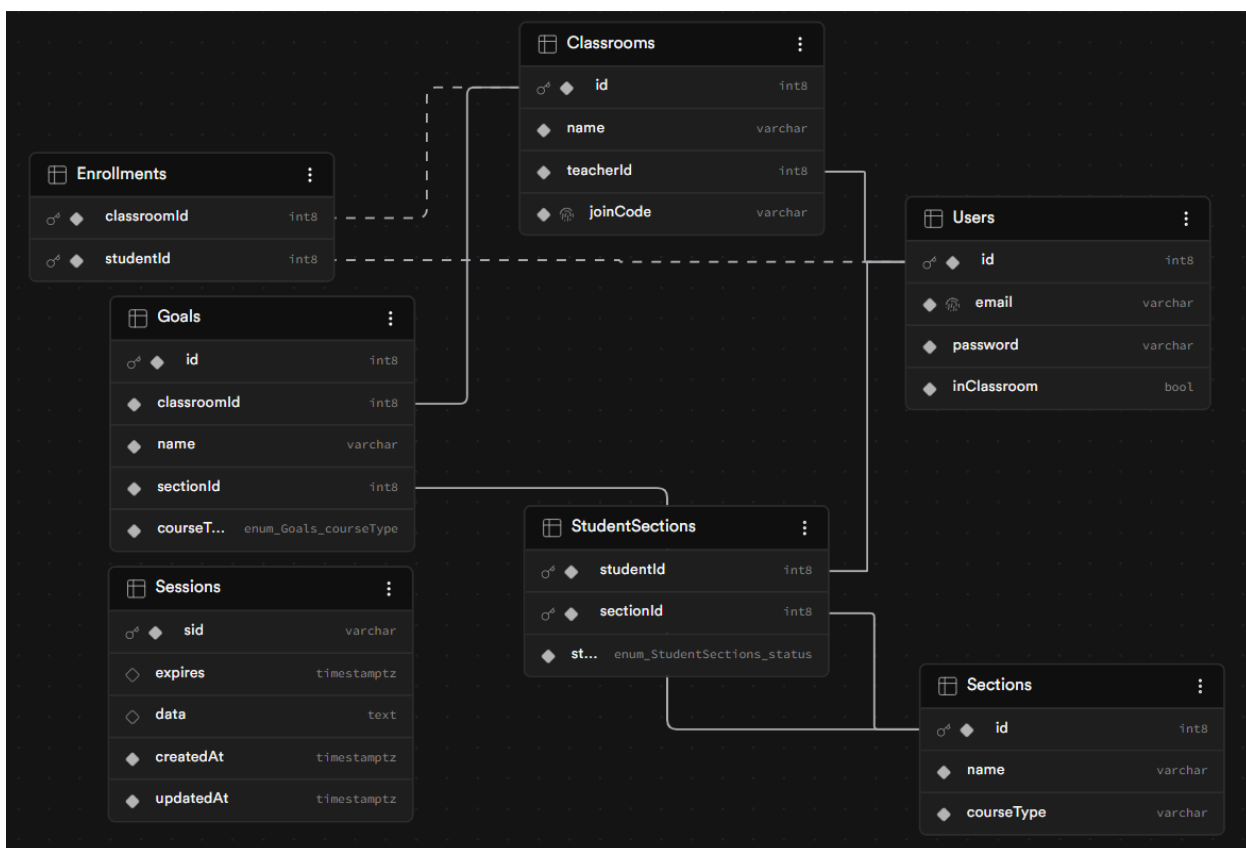 Classrooms
id int8
name varchar
teacherId int8
joinCode varchar
Enrollments
classroomId int8
studentId int8
Users
id int8
email varchar
password varchar
inClassroom bool
Goals
id int8
classroomId int8
name varchar
sectionId int8
courseT... enum_Goals_courseType
StudentSections
studentId int8
sectionId int8
st... enum_StudentSections_status
Sessions
sid varchar
expires timestamptz
data text
createdAt timestamptz
updatedAt timestamptz
Sections
id int8
name varchar
courseType varchar